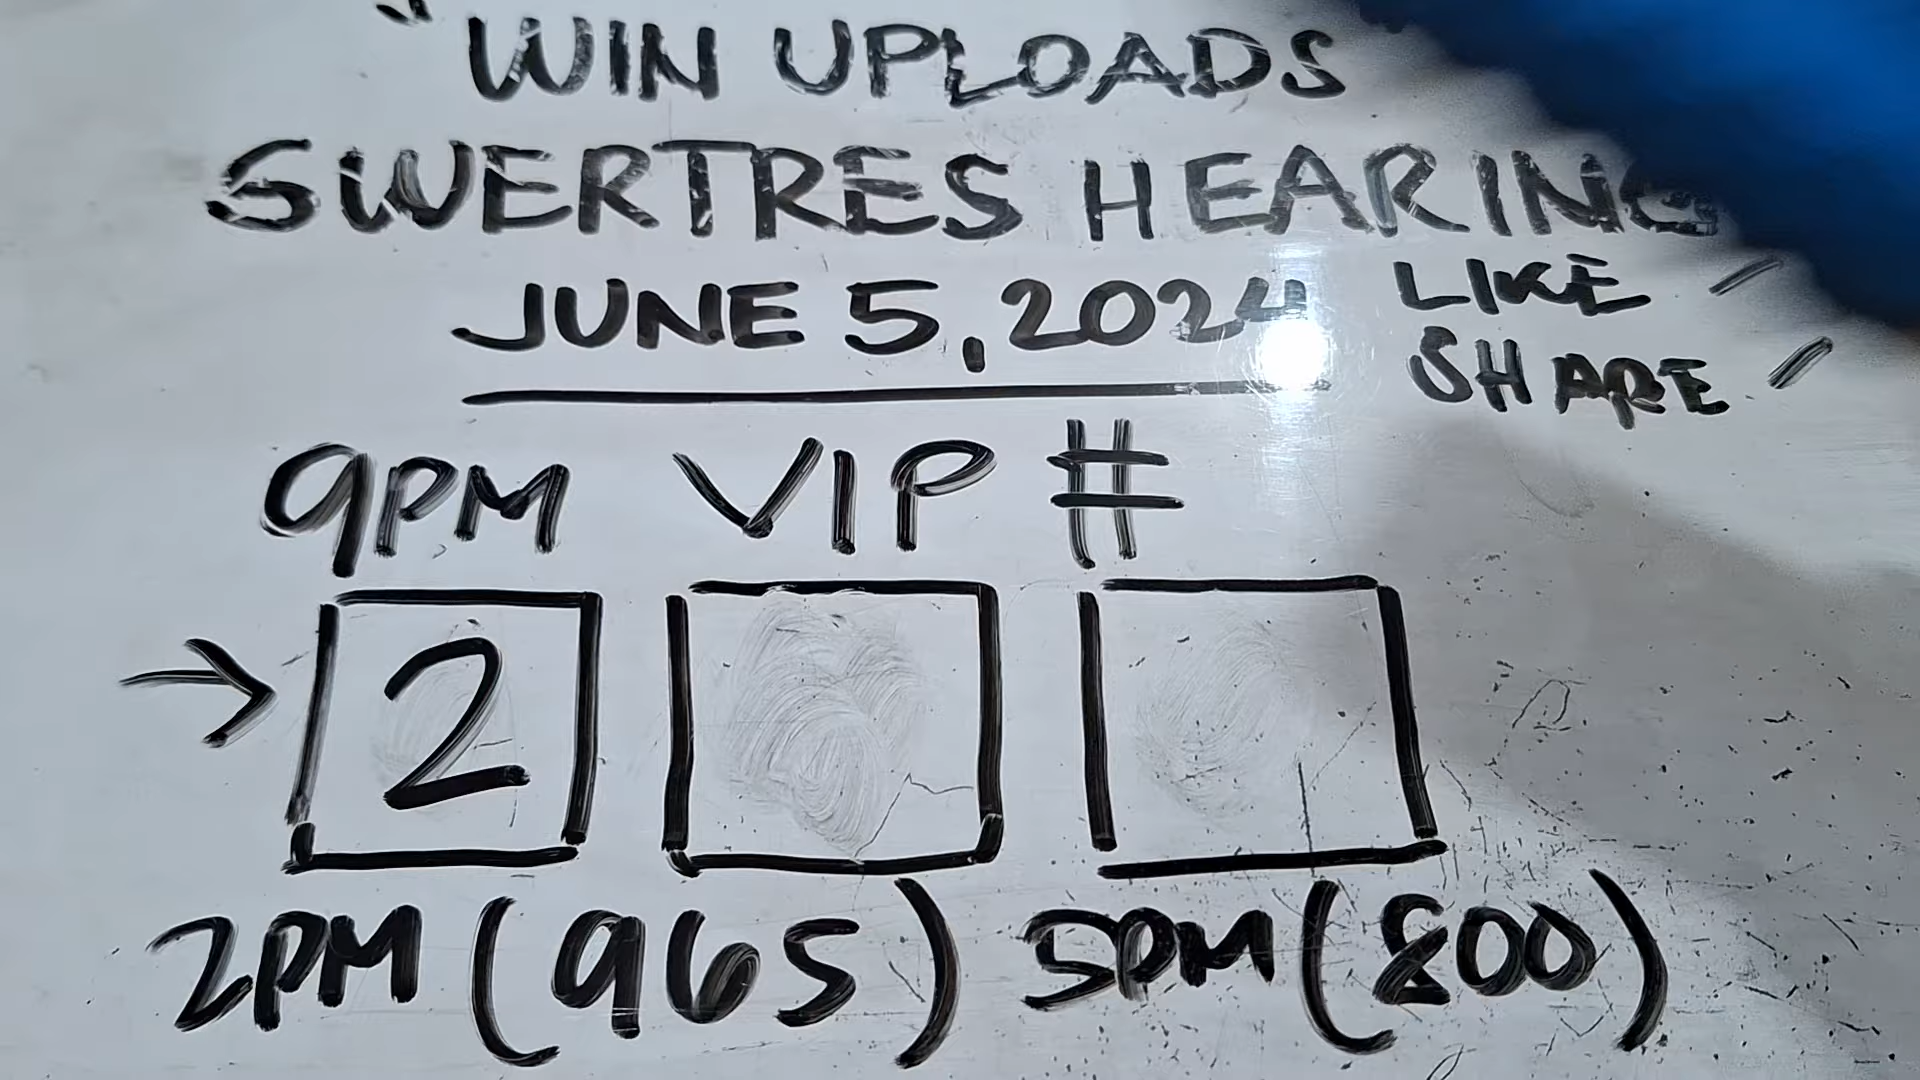 WIN UPLOADS
SWERTRES HEARING
JUNE 5, 2024
LIKE
SHARE
9PM VIP #
2
2PM (965) 5PM (800)